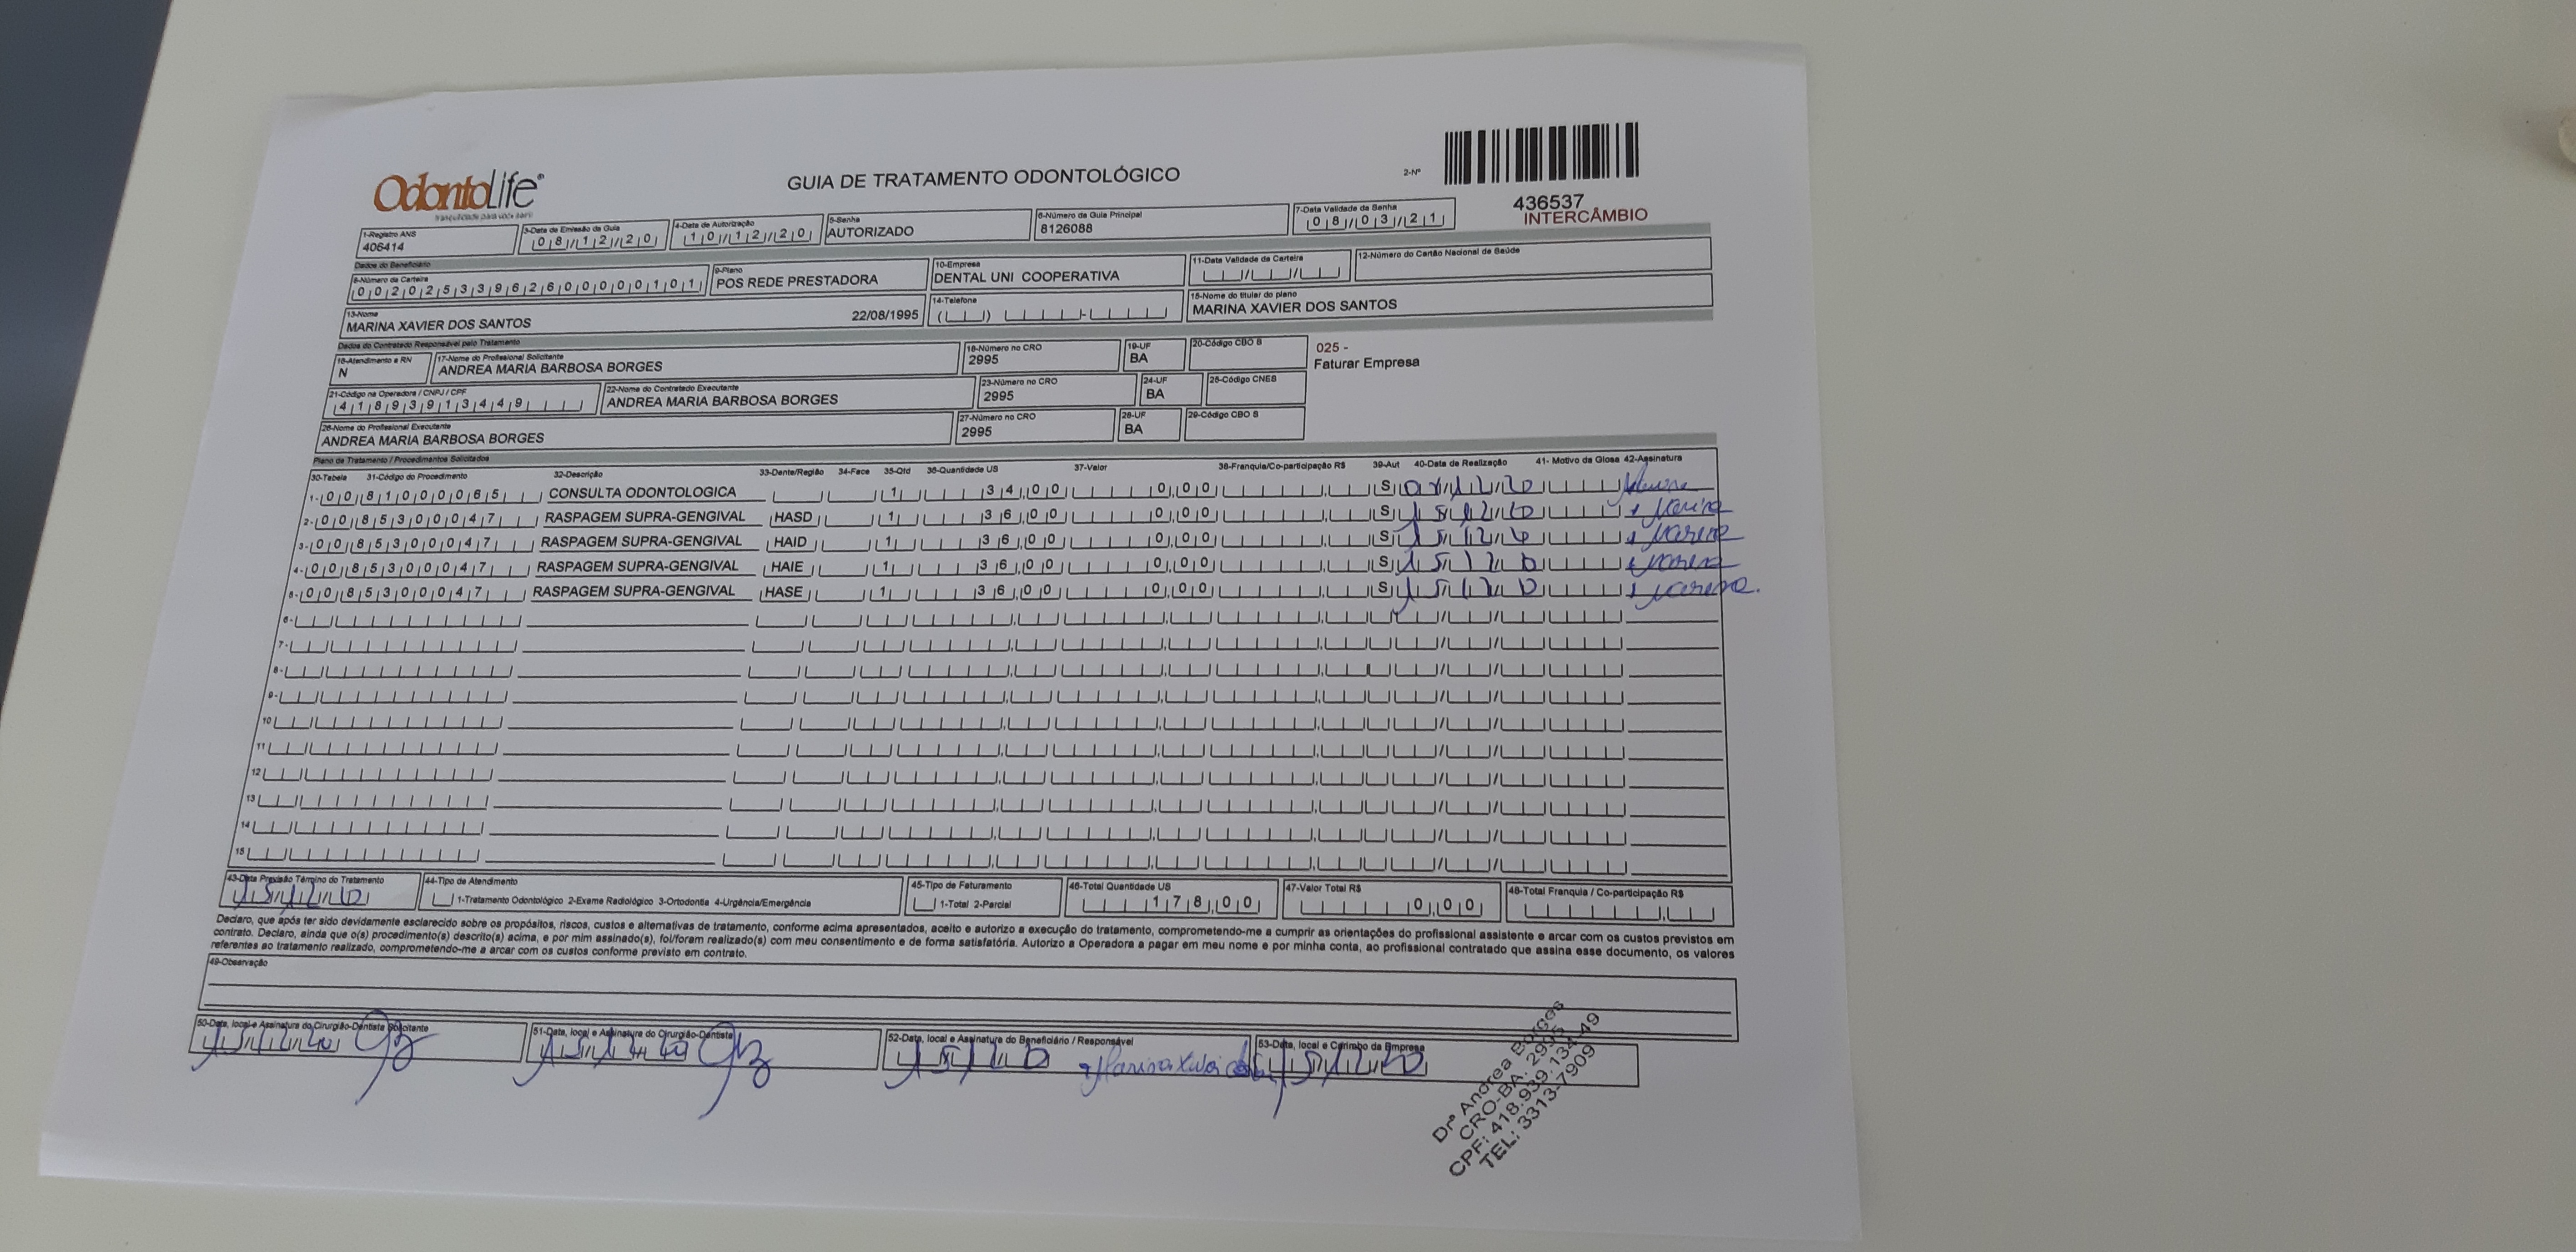 OdontoLife®
tranquilidade para você sorrir
GUIA DE TRATAMENTO ODONTOLÓGICO
2-Nº
436537
INTERCÂMBIO
1-Registro ANS
406414
3-Data de Emissão da Guia
08/12/20
4-Data de Autorização
10/12/20
5-Senha
AUTORIZADO
6-Número da Guia Principal
8126088
7-Data Validade da Senha
08/03/21
Dados do Beneficiário
8-Número da Carteira
00202533962600000101
9-Plano
POS REDE PRESTADORA
10-Empresa
DENTAL UNI COOPERATIVA
11-Data Validade da Carteira
12-Número do Cartão Nacional de Saúde
13-Nome
MARINA XAVIER DOS SANTOS 22/08/1995
14-Telefone
15-Nome do titular do plano
MARINA XAVIER DOS SANTOS
Dados do Contratado Responsável pelo Tratamento
16-Atendimento a RN
N
17-Nome do Profissional Solicitante
ANDREA MARIA BARBOSA BORGES
18-Número no CRO
2995
19-UF
BA
20-Código CBO S
025 -
Faturar Empresa
21-Código na Operadora / CNPJ / CPF
41893913449
22-Nome do Contratado Executante
ANDREA MARIA BARBOSA BORGES
23-Número no CRO
2995
24-UF
BA
25-Código CNES
26-Nome do Profissional Executante
ANDREA MARIA BARBOSA BORGES
27-Número no CRO
2995
28-UF
BA
29-Código CBO S
Plano de Tratamento / Procedimentos Solicitados
30-Tabela 31-Código do Procedimento 32-Descrição 33-Dente/Região 34-Face 35-Qtd 36-Quantidade US 37-Valor 38-Franquia/Co-participação R$ 39-Aut 40-Data de Realização 41- Motivo da Glosa 42-Assinatura
1- 00 81000065 CONSULTA ODONTOLOGICA 1 34,00 0,00 S
2- 00 85300047 RASPAGEM SUPRA-GENGIVAL HASD 1 36,00 0,00 S Marina
3- 00 85300047 RASPAGEM SUPRA-GENGIVAL HAID 1 36,00 0,00 S Marina
4- 00 85300047 RASPAGEM SUPRA-GENGIVAL HAIE 1 36,00 0,00 S Marina
5- 00 85300047 RASPAGEM SUPRA-GENGIVAL HASE 1 36,00 0,00 S Marina
6-
7-
8-
9-
10
11
12
13
14
15
43-Data Previsão Término do Tratamento
44-Tipo de Atendimento
1-Tratamento Odontológico 2-Exame Radiológico 3-Ortodontia 4-Urgência/Emergência
45-Tipo de Faturamento
1-Total 2-Parcial
46-Total Quantidade US
178,00
47-Valor Total R$
0,00
48-Total Franquia / Co-participação R$
Declaro, que após ter sido devidamente esclarecido sobre os propósitos, riscos, custos e alternativas de tratamento, conforme acima apresentados, aceito e autorizo a execução do tratamento, comprometendo-me a cumprir as orientações do profissional assistente e arcar com os custos previstos em
contrato. Declaro, ainda que o(s) procedimento(s) descrito(s) acima, e por mim assinado(s), foi/foram realizado(s) com meu consentimento e de forma satisfatória. Autorizo a Operadora a pagar em meu nome e por minha conta, ao profissional contratado que assina esse documento, os valores
referentes ao tratamento realizado, comprometendo-me a arcar com os custos conforme previsto em contrato.
49-Observação
50-Data, local e Assinatura do Cirurgião-Dentista Solicitante
51-Data, local e Assinatura do Cirurgião-Dentista
52-Data, local e Assinatura do Beneficiário / Responsável
53-Data, local e Carimbo da Empresa
Drª Andrea Borges
CRO-BA: 2995
CPF: 418.939.134-49
TEL: 3313-7909